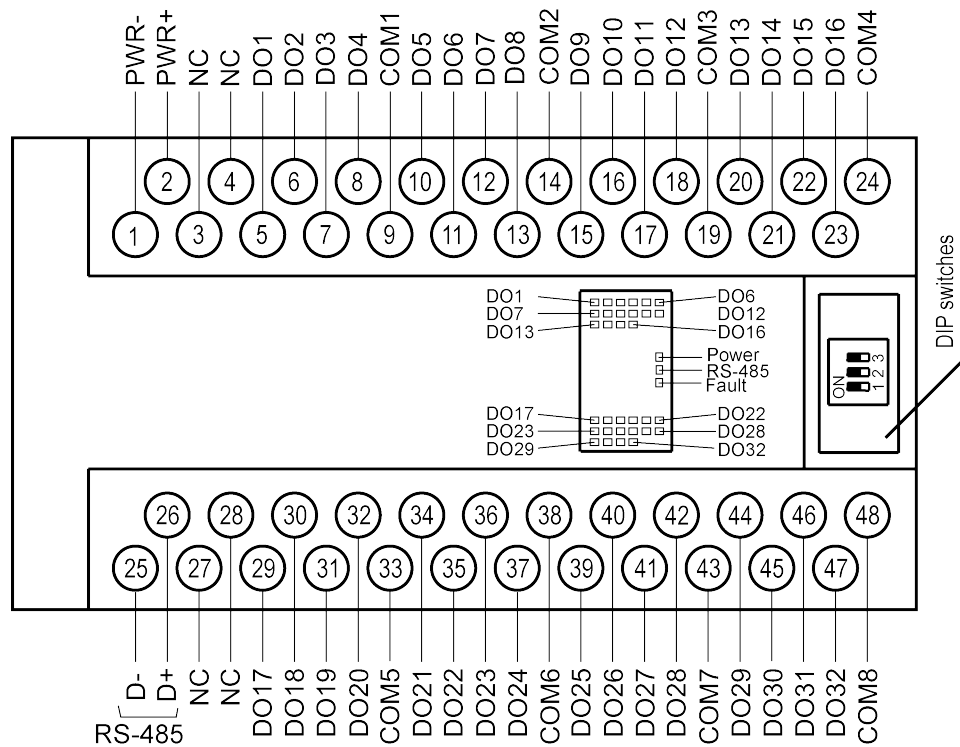 PWR-
PWR+
NC
NC
DO1
DO2
DO3
DO4
COM1
DO5
DO6
DO7
DO8
COM2
DO9
DO10
DO11
DO12
COM3
DO13
DO14
DO15
DO16
COM4
2 4 6 8 10 12 14 16 18 20 22 24
1 3 5 7 9 11 13 15 17 19 21 23
DIP switches
DO1 DO6
DO7 DO12
DO13 DO16
Power
RS-485
Fault
ON
1 2 3
DO17 DO22
DO23 DO28
DO29 DO32
26 28 30 32 34 36 38 40 42 44 46 48
25 27 29 31 33 35 37 39 41 43 45 47
D-
D+
NC
NC
DO17
DO18
DO19
DO20
COM5
DO21
DO22
DO23
DO24
COM6
DO25
DO26
DO27
DO28
COM7
DO29
DO30
DO31
DO32
COM8
RS-485